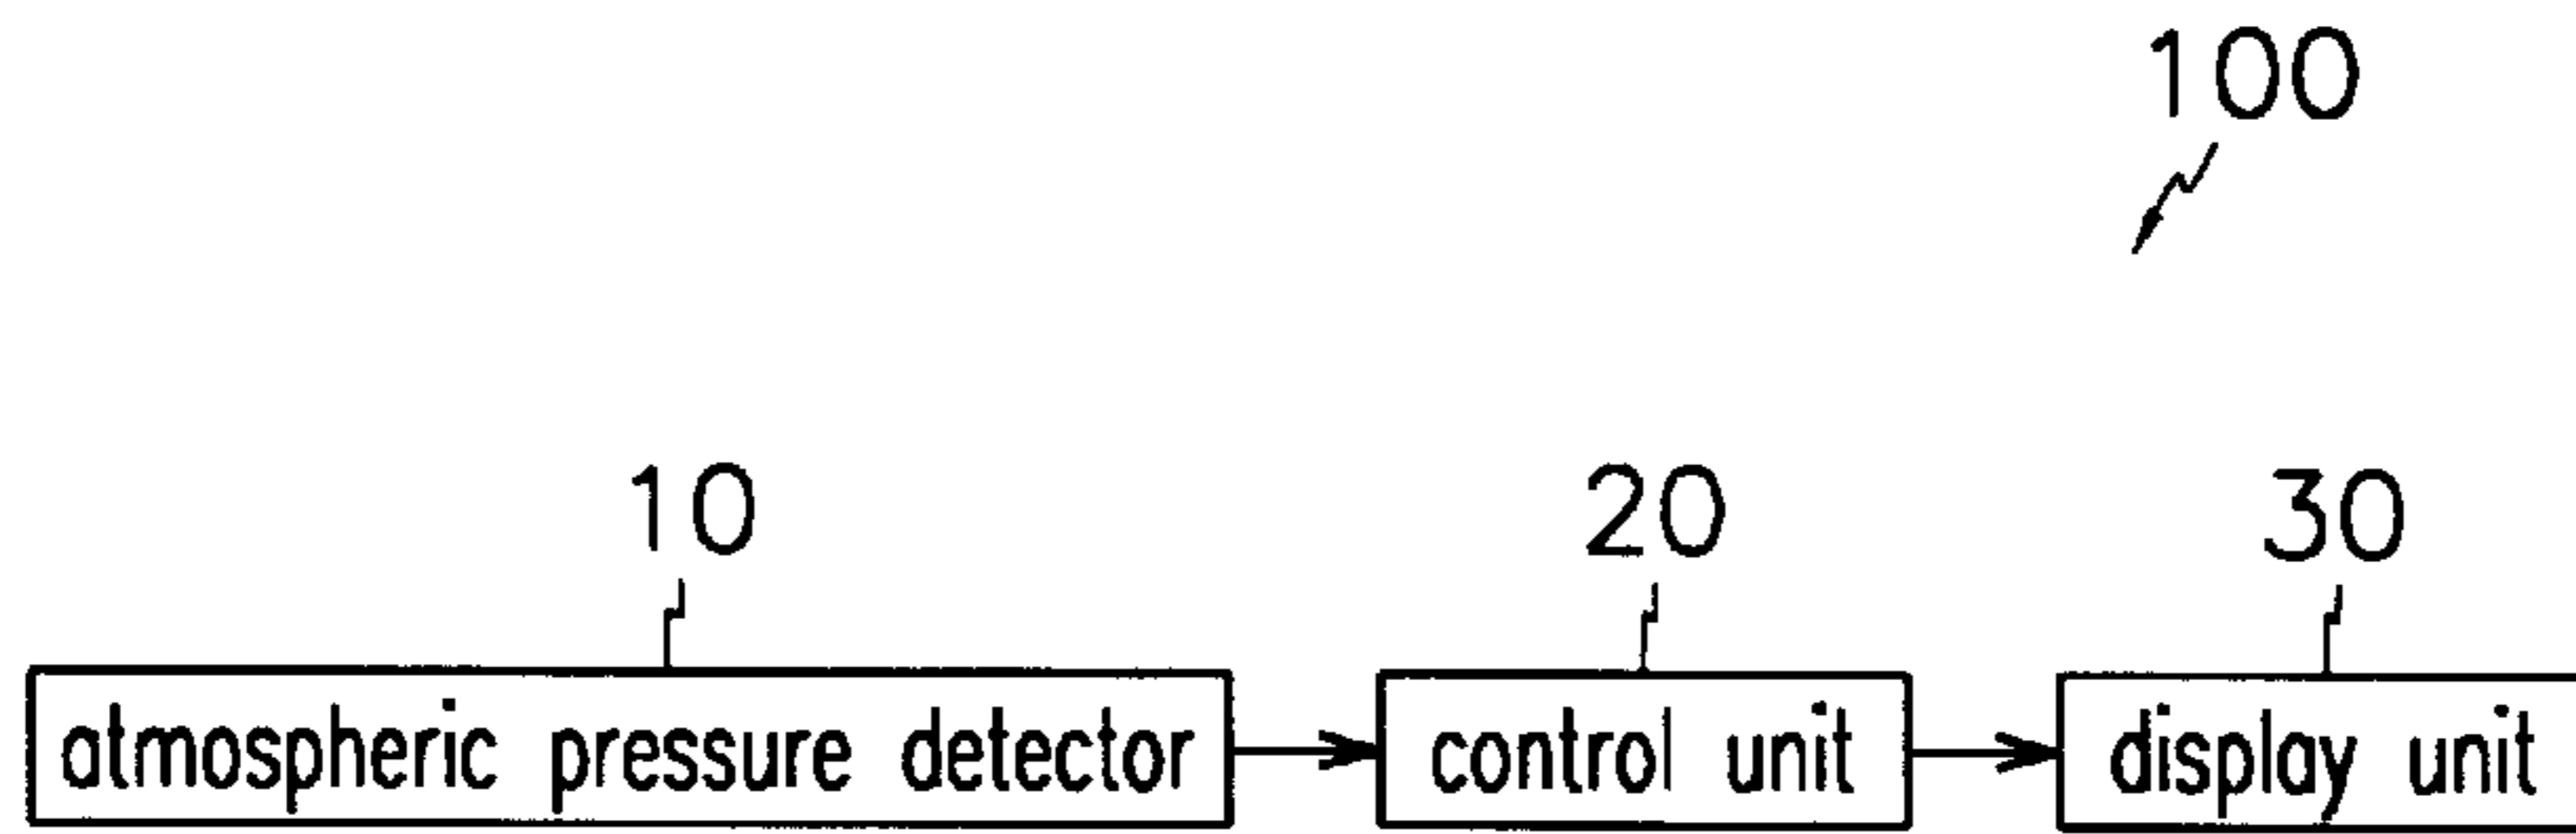 100
10 20 30
atmospheric pressure detector control unit display unit